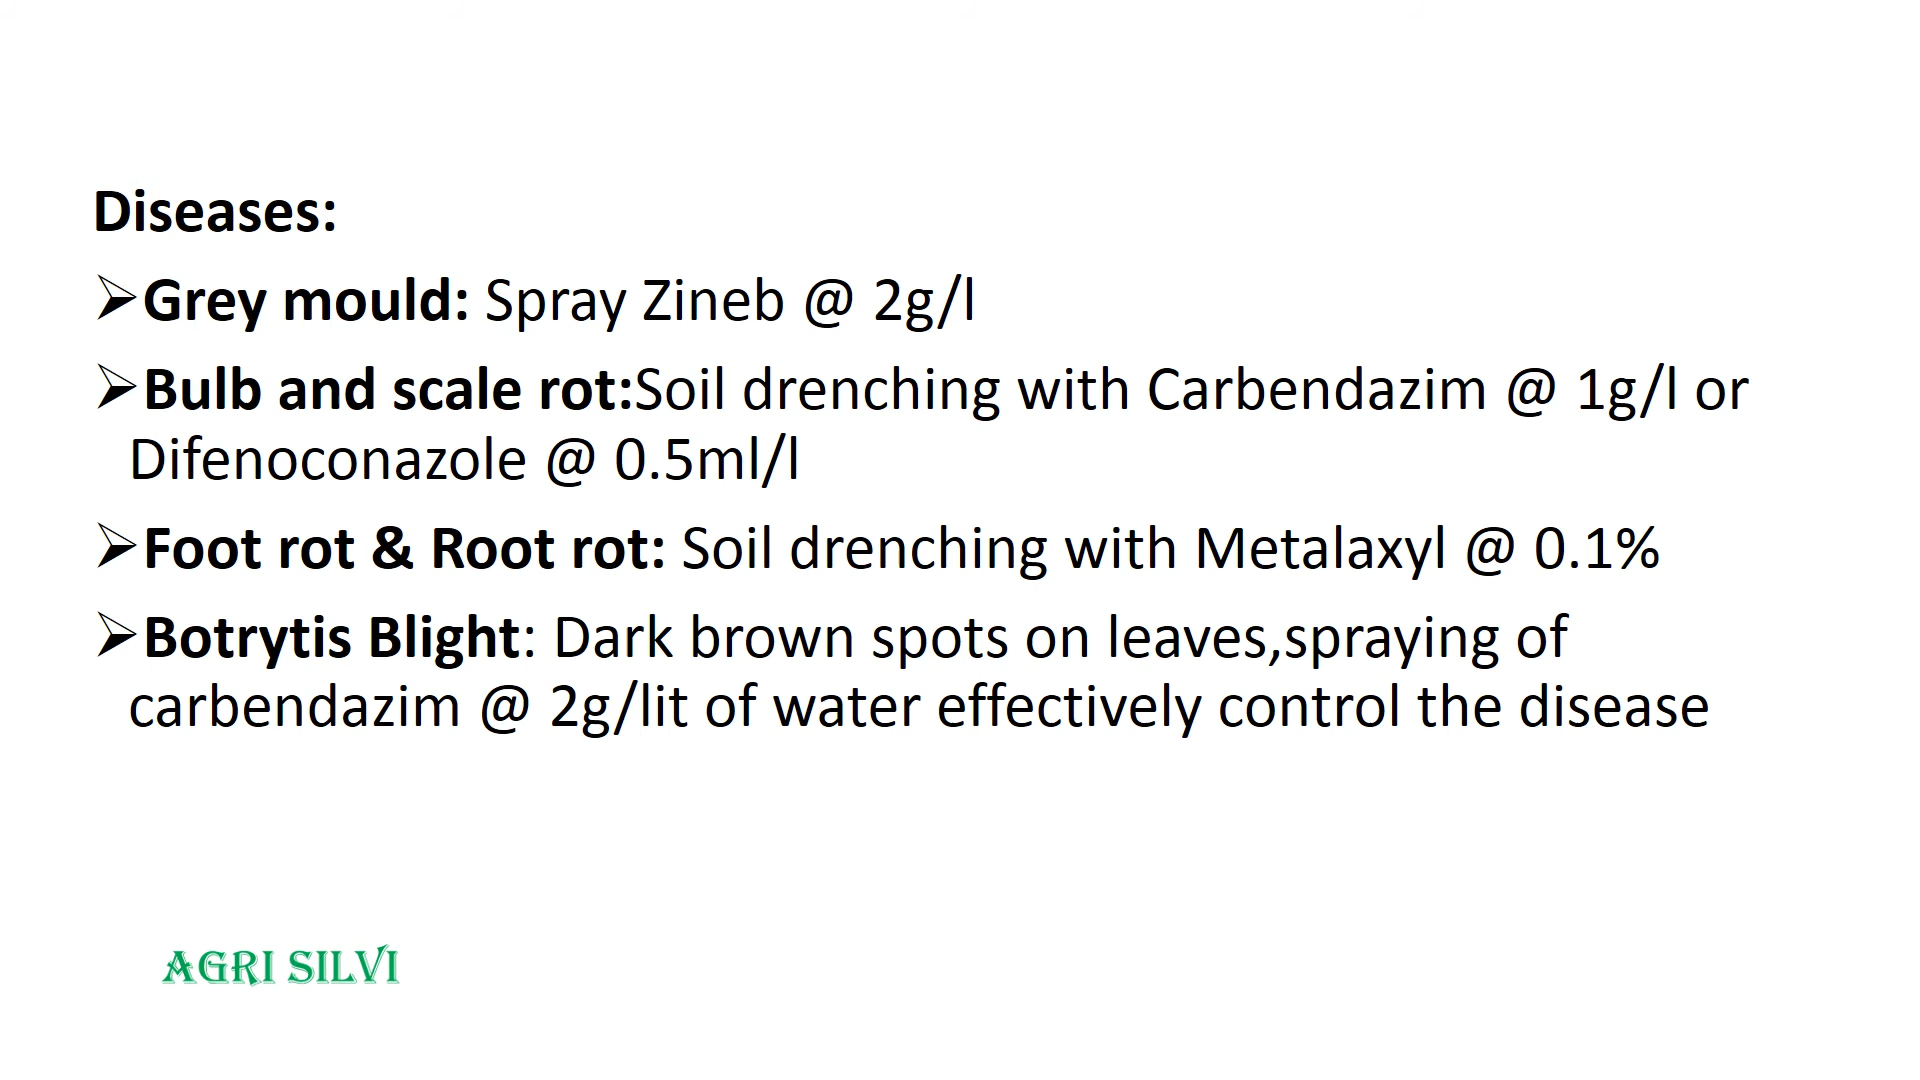 Diseases:
➢Grey mould: Spray Zineb @ 2g/l
➢Bulb and scale rot:Soil drenching with Carbendazim @ 1g/l or
Difenoconazole @ 0.5ml/l
➢Foot rot & Root rot: Soil drenching with Metalaxyl @ 0.1%
➢Botrytis Blight: Dark brown spots on leaves,spraying of
carbendazim @ 2g/lit of water effectively control the disease
AGRI SILVI